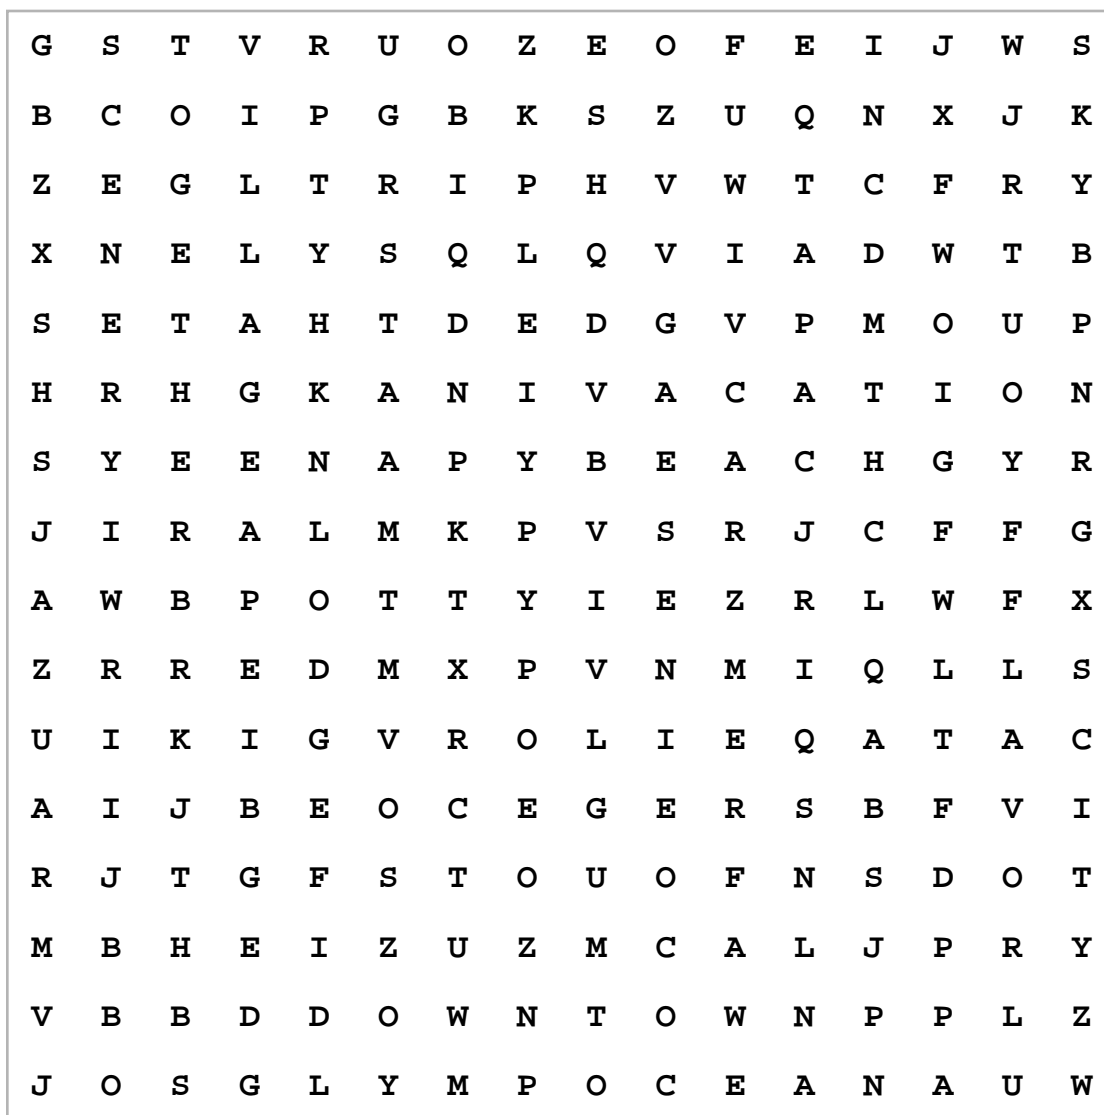 G S T V R U O Z E O F E I J W S
B C O I P G B K S Z U Q N X J K
Z E G L T R I P H V W T C F R Y
X N E L Y S Q L Q V I A D W T B
S E T A H T D E D G V P M O U P
H R H G K A N I V A C A T I O N
S Y E E N A P Y B E A C H G Y R
J I R A L M K P V S R J C F F G
A W B P O T T Y I E Z R L W F X
Z R R E D M X P V N M I Q L L S
U I K I G V R O L I E Q A T A C
A I J B E O C E G E R S B F V I
R J T G F S T O U O F N S D O T
M B H E I Z U Z M C A L J P R Y
V B B D D O W N T O W N P P L Z
J O S G L Y M P O C E A N A U W